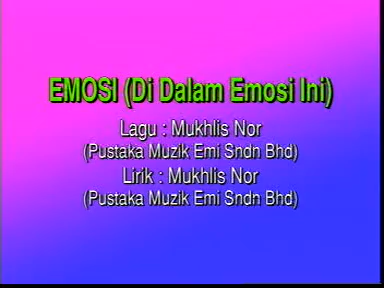 EMOSI (Di Dalam Emosi Ini)
Lagu : Mukhlis Nor
(Pustaka Muzik Emi Sndn Bhd)
Lirik : Mukhlis Nor
(Pustaka Muzik Emi Sndn Bhd)